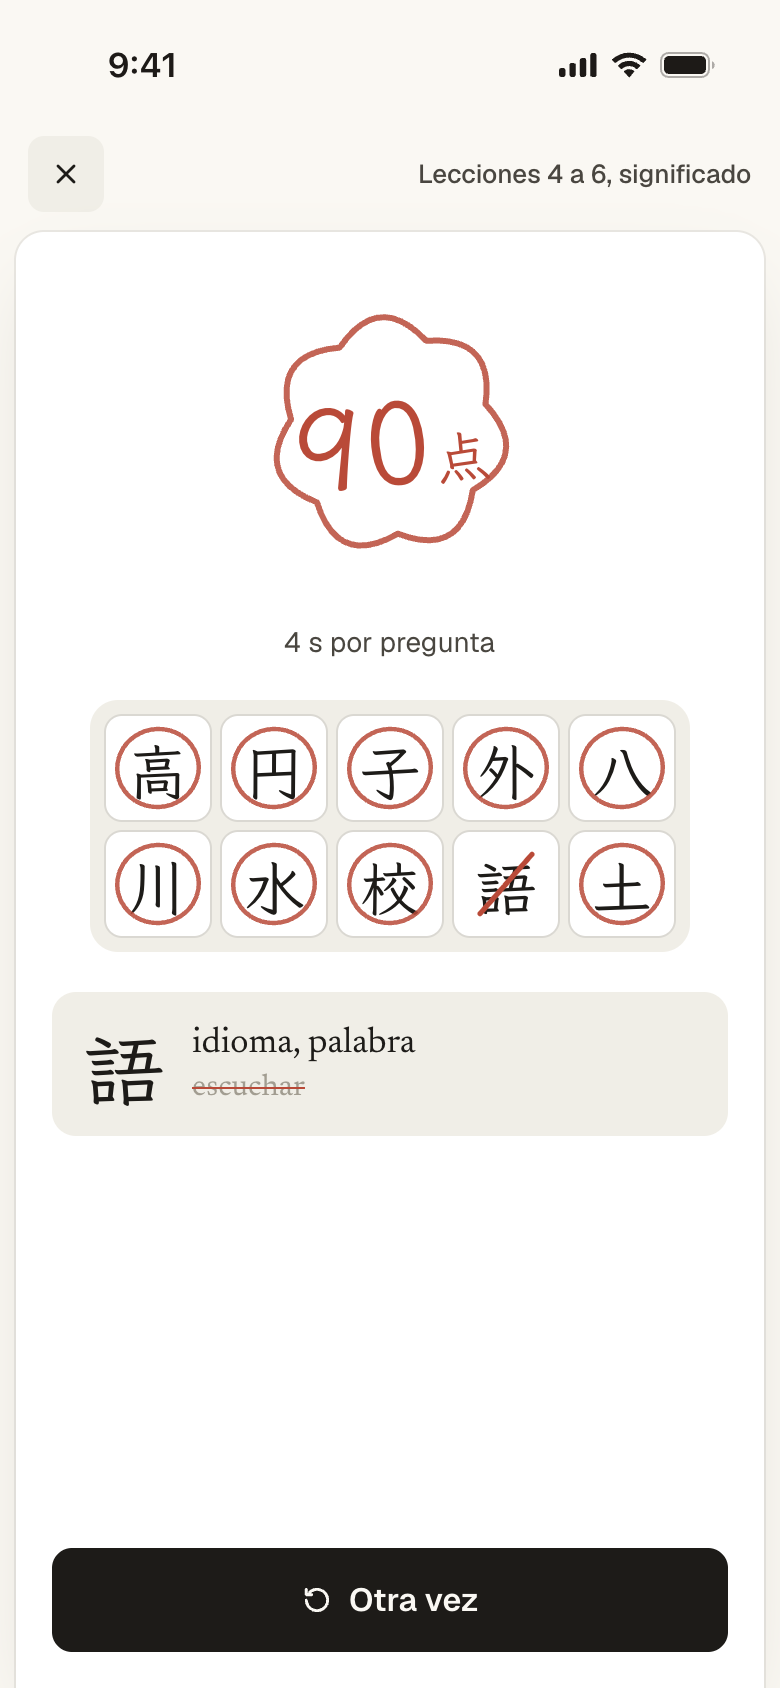 9:41
Lecciones 4 a 6, significado
90点
4 s por pregunta
高 円 子 外 八
川 水 校 語 土
語 idioma, palabra
escuchar
Otra vez